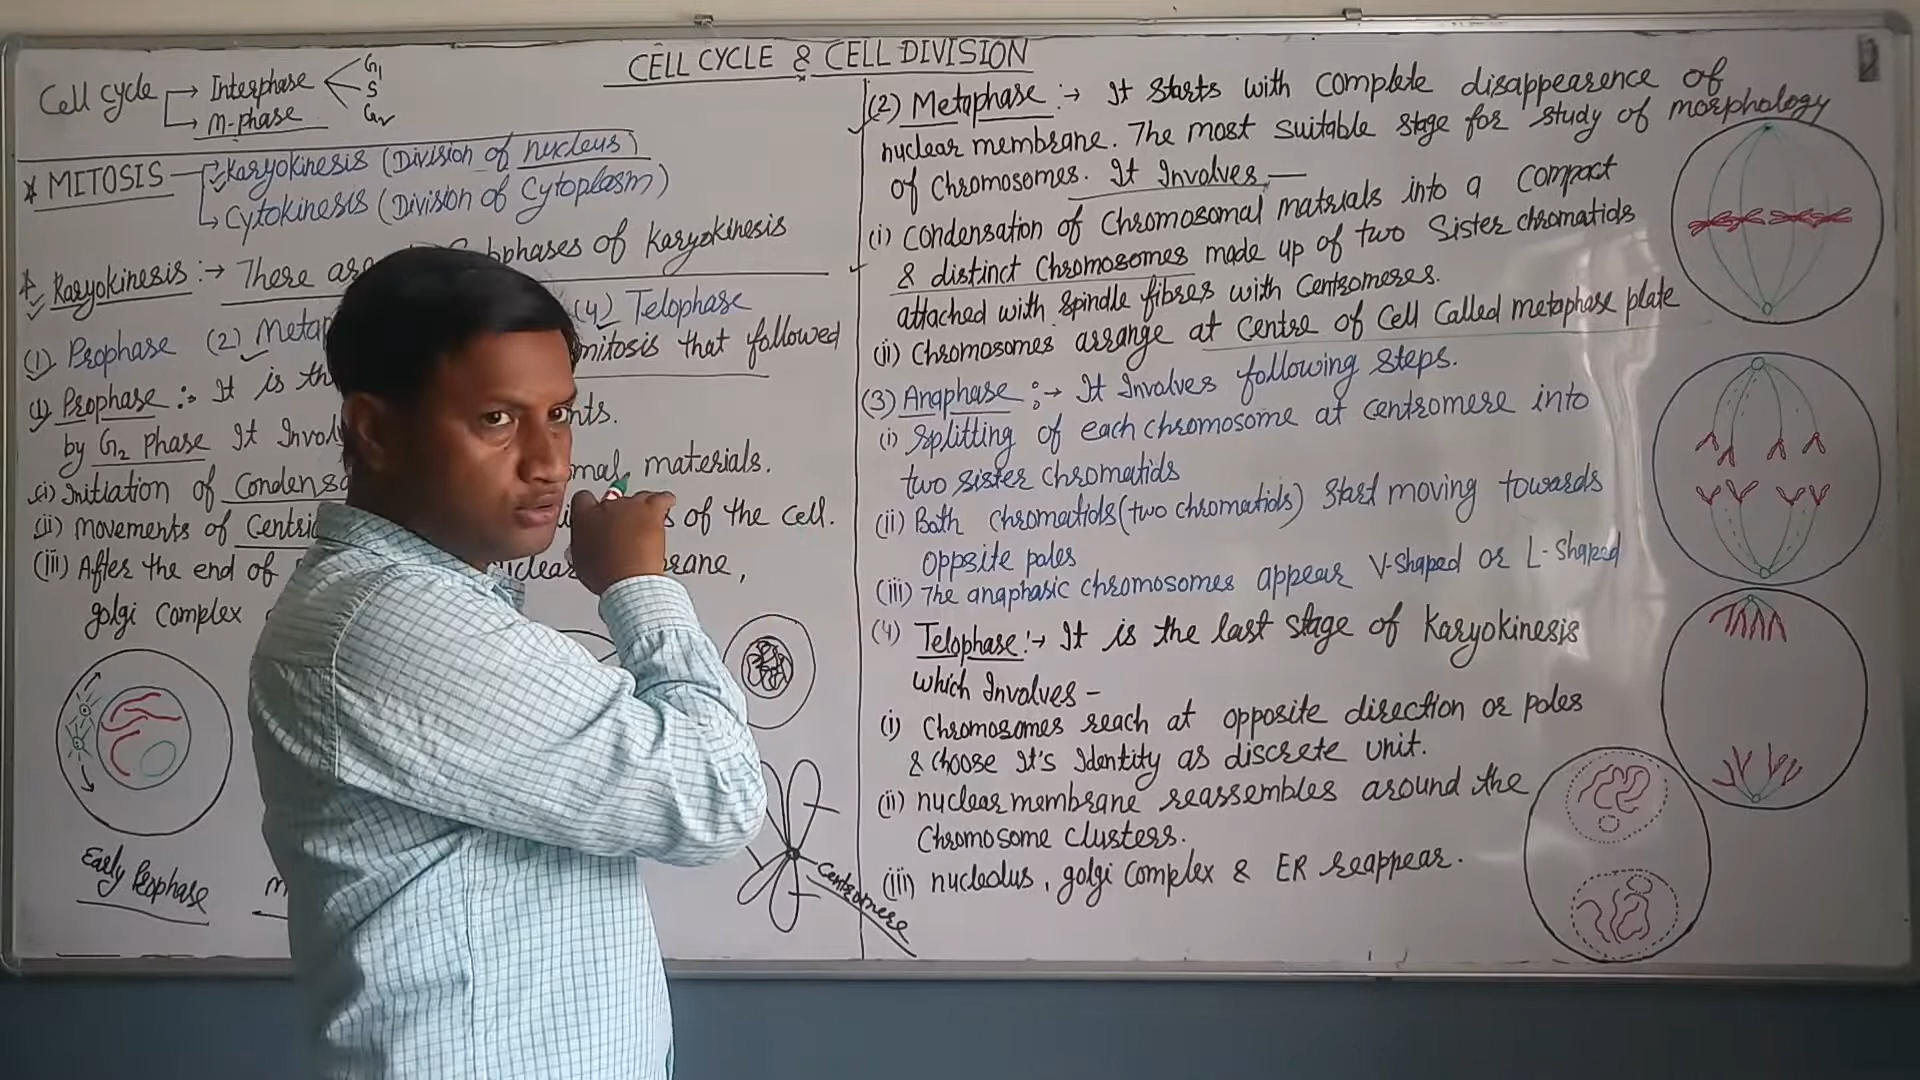 CELL CYCLE & CELL DIVISION
Cell cycle → Interphase G1
S
G2
→ M-phase
* MITOSIS → Karyokinesis (Division of nucleus)
→ Cytokinesis (Division of Cytoplasm)
* Karyokinesis :→ There are phases of Karyokinesis
(1) Prophase (2) (4) Telophase
(1) Prophase :• It is mitosis that followed
by G2 Phase It
(i) Initiation of materials.
(ii) movements of of the cell.
(iii) After the end of
golgi Complex
Early Prophase
Centromere
(2) Metaphase :→ It starts with complete disappearence of
nuclear membrane. The most suitable stage for study of morphology
of Chromosomes. It Involves —
(i) Condensation of Chromosomal matrials into a compact
& distinct Chromosomes made up of two Sister chromatids
attached with spindle fibres with Centromeres.
(ii) Chromosomes arrange at Centre of Cell Called metaphase plate
(3) Anaphase :→ It Involves following steps.
(i) Splitting of each chromosome at centromere into
two sister chromatids
(ii) Both Chromatids (two chromatids) start moving towards
opposite poles
(iii) The anaphasic chromosomes appear V-shaped or L-shaped
(4) Telophase :→ It is the last stage of Karyokinesis
which Involves –
(i) Chromosomes reach at opposite direction or poles
& choose It's Identity as discrete unit.
(ii) nuclear membrane reassembles around the
Chromosome clusters.
(iii) nucleolus, golgi Complex & ER reappear.